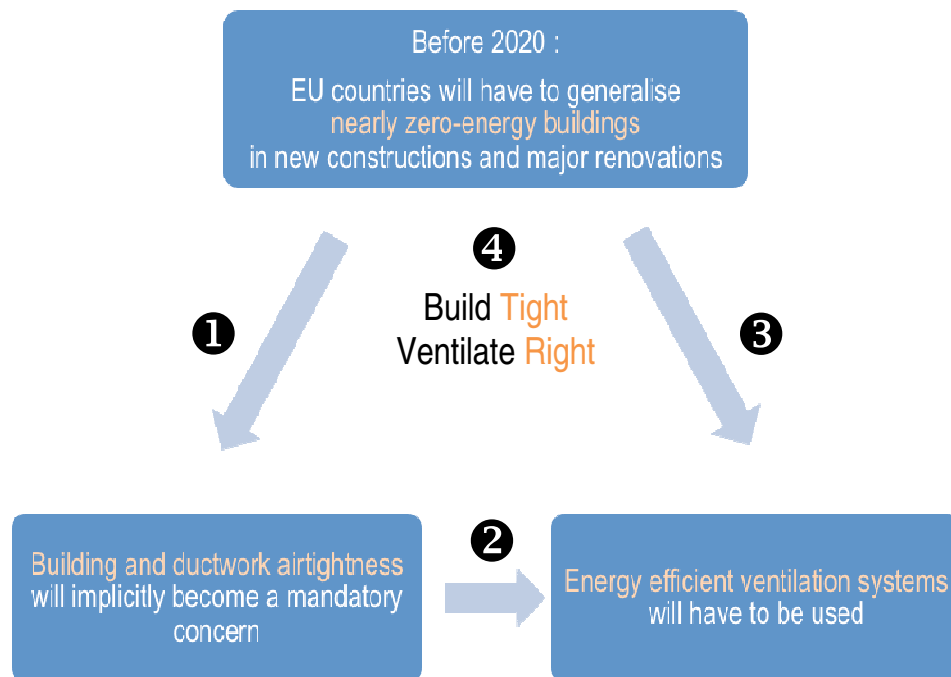 Before 2020 :
EU countries will have to generalise
nearly zero-energy buildings
in new constructions and major renovations
❹
Build Tight
Ventilate Right
❶
❸
Building and ductwork airtightness
will implicitly become a mandatory
concern
❷
Energy efficient ventilation systems
will have to be used